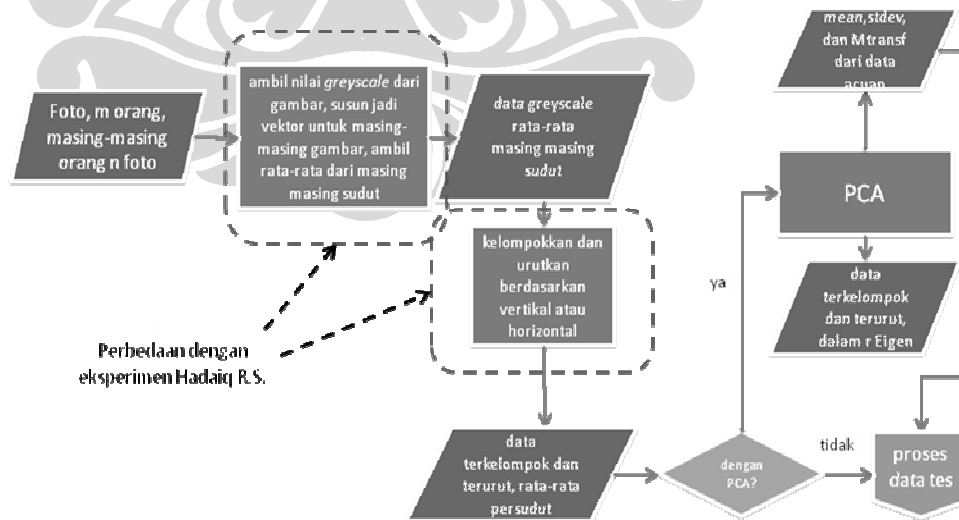 Foto, m orang,
masing-masing
orang n foto
ambil nilai greyscale dari
gambar, susun jadi
vektor untuk masing-
masing gambar, ambil
rata-rata dari masing
masing sudut
data greyscale
rata-rata
masing masing
sudut
kelompokkan dan
urutkan
berdasarkan
vertikal atau
horizontal
Perbedaan dengan
eksperimen Hadaiq R.S.
data
terkelompok dan
terurut, rata-rata
persudut
dengan
PCA?
ya
tidak
mean,stdev,
dan Mtransf
dari data
acuan
PCA
data
terkelompok
dan terurut,
dalam r Eigen
proses
data tes